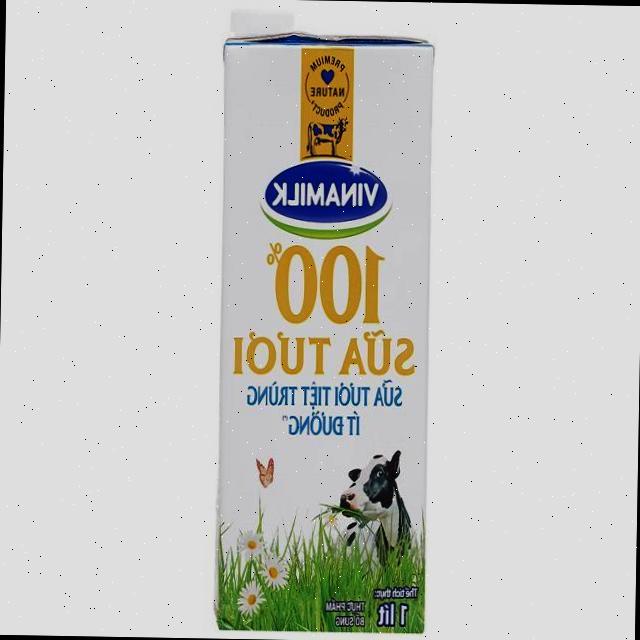 PREMIUM
NATURE
PRODUCT
VINAMILK
100%
SỮA TƯƠI
SỮA TƯƠI TIỆT TRÙNG
ÍT ĐƯỜNG(*)
Thể tích thực:
1 lít
THỰC PHẨM
BỔ SUNG